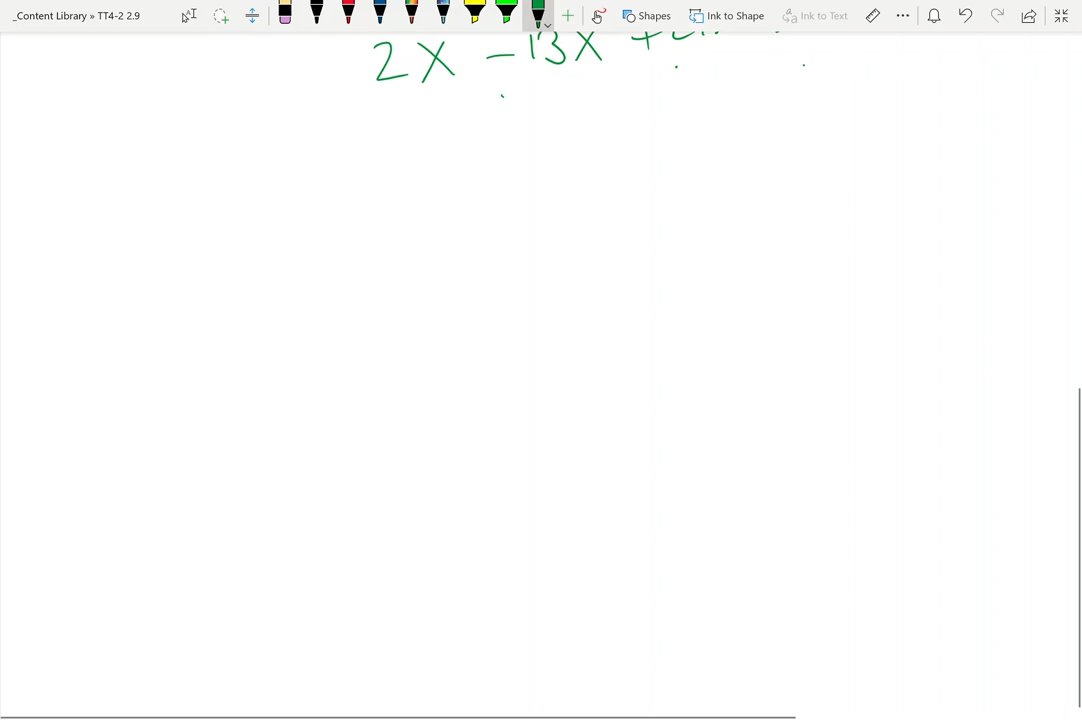 _Content Library » TT4-2 2.9 Shapes Ink to Shape Ink to Text
2x - 13x +